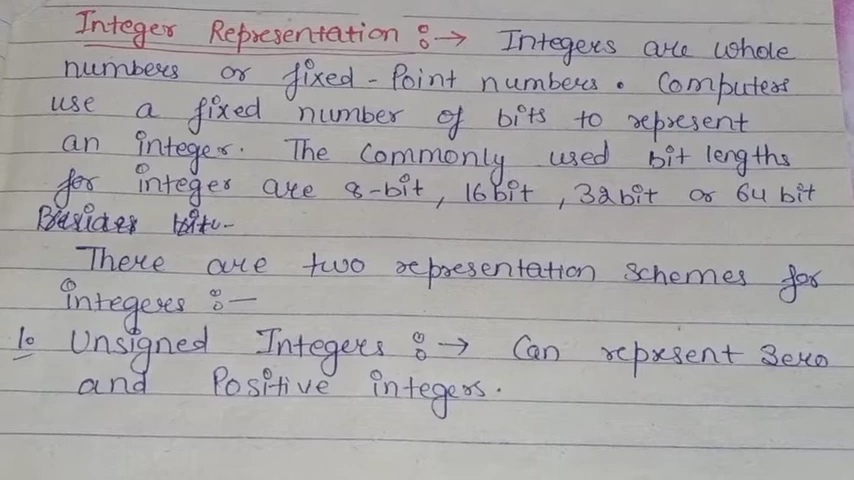 Integer Representation :→ Integers are whole
numbers or fixed-Point numbers. Computers
use a fixed number of bits to represent
an integer. The Commonly used bit lengths
for integer are 8-bit, 16bit, 32bit or 64 bit
Besides
There are two representation schemes for
integers :-
1. Unsigned Integers :→ Can represent zero
and Positive integers.